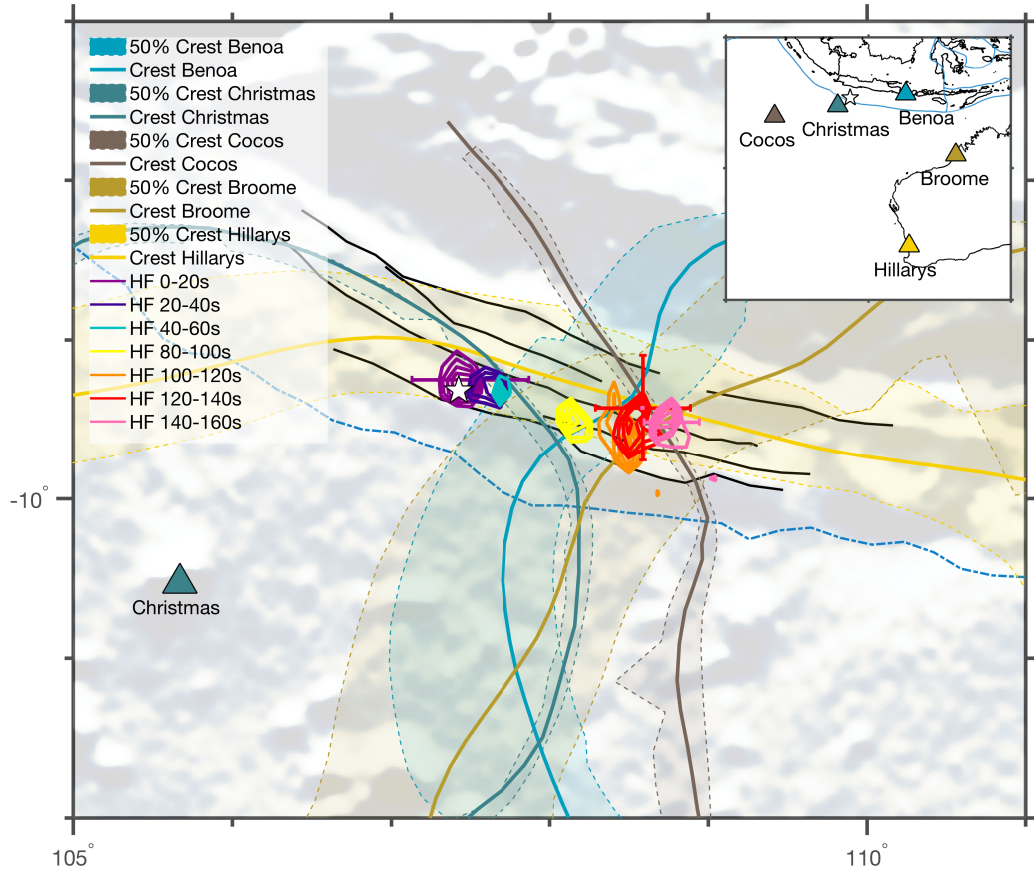 50% Crest Benoa
Crest Benoa
50% Crest Christmas
Crest Christmas
50% Crest Cocos
Crest Cocos
50% Crest Broome
Crest Broome
50% Crest Hillarys
Crest Hillarys
HF 0-20s
HF 20-40s
HF 40-60s
HF 80-100s
HF 100-120s
HF 120-140s
HF 140-160s
Cocos
Christmas
Benoa
Broome
Hillarys
-10°
Christmas
105°
110°